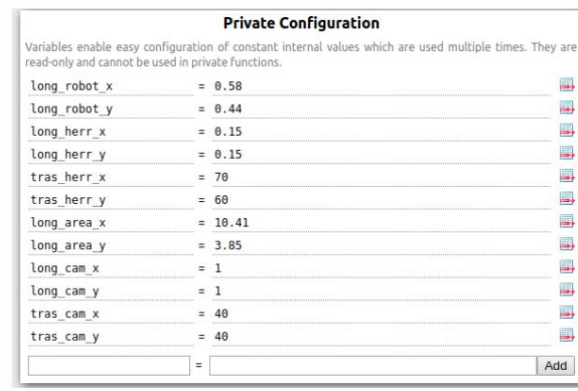 Private Configuration
Variables enable easy configuration of constant internal values which are used multiple times. They are
read-only and cannot be used in private functions.
long_robot_x = 0.58
long_robot_y = 0.44
long_herr_x = 0.15
long_herr_y = 0.15
tras_herr_x = 70
tras_herr_y = 60
long_area_x = 10.41
long_area_y = 3.85
long_cam_x = 1
long_cam_y = 1
tras_cam_x = 40
tras_cam_y = 40
= Add